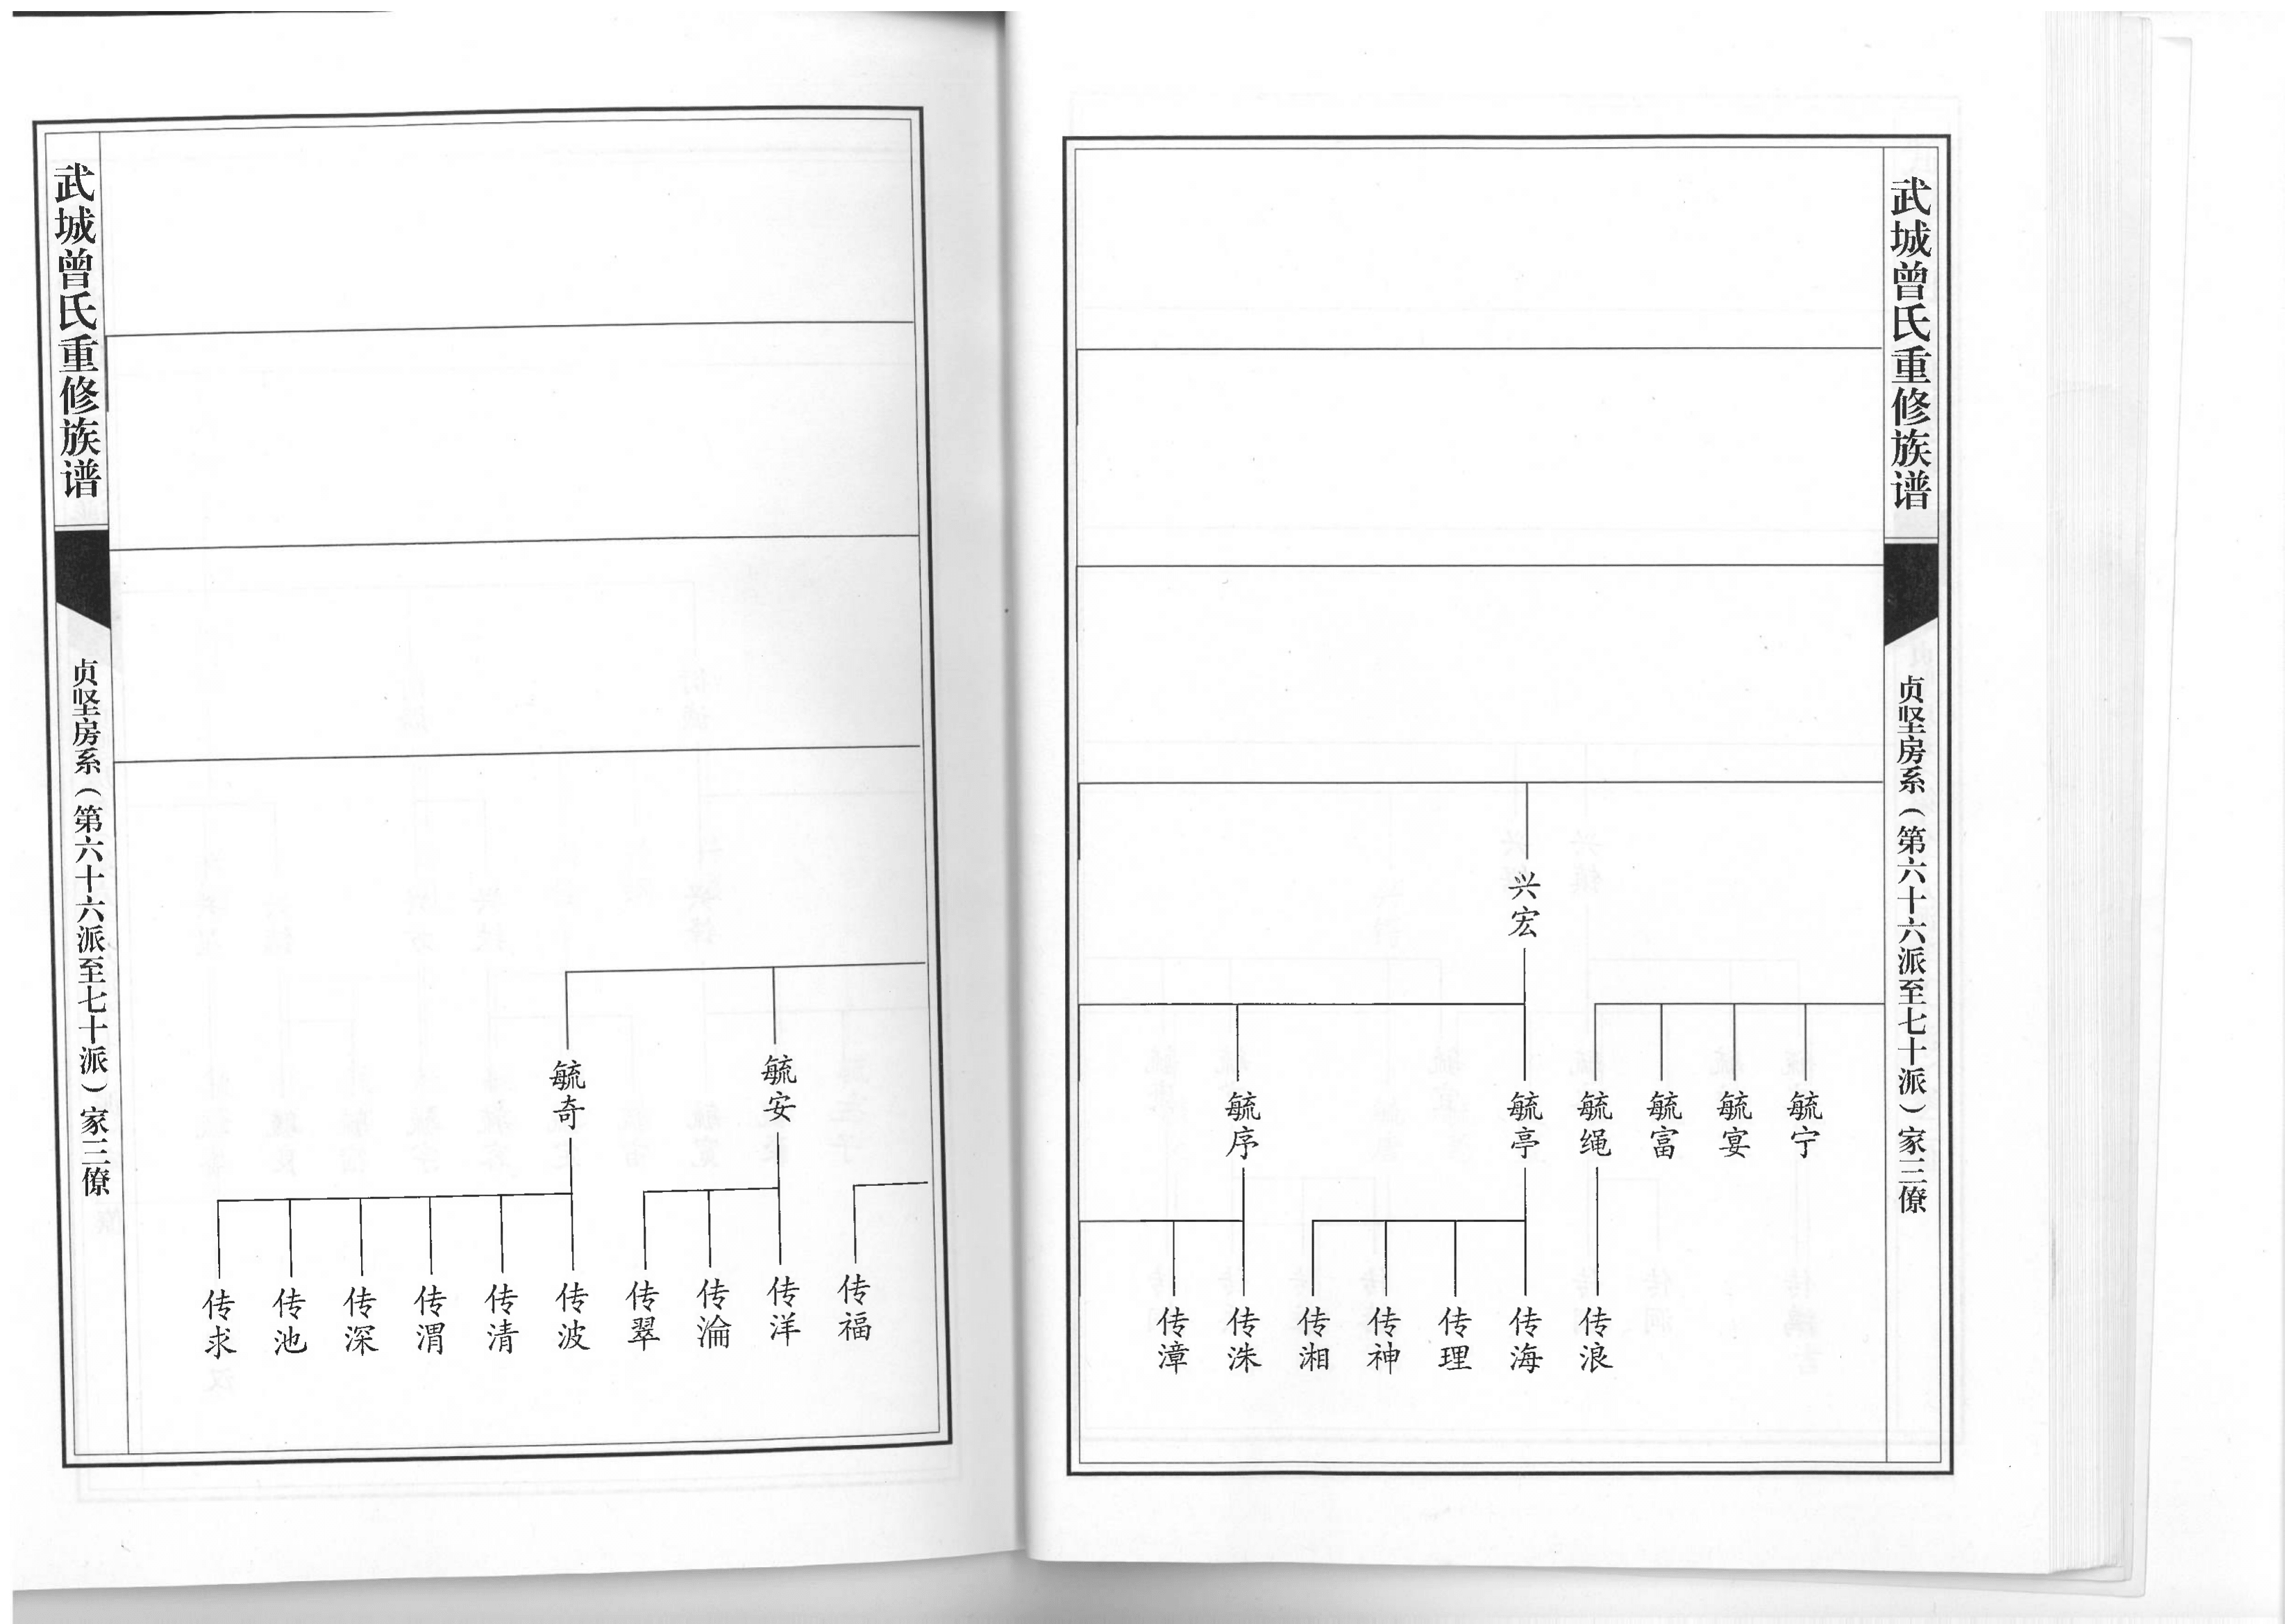 武城曾氏重修族谱
贞坚房系（第六十六派至七十派）家三僚
兴宏
毓宁
毓宴
毓富
毓绳
毓亭
毓序
传浪
传海
传理
传神
传湘
传洙
传漳
武城曾氏重修族谱
贞坚房系（第六十六派至七十派）家三僚
毓安
毓奇
传福
传洋
传瀹
传翠
传波
传清
传渭
传深
传池
传求